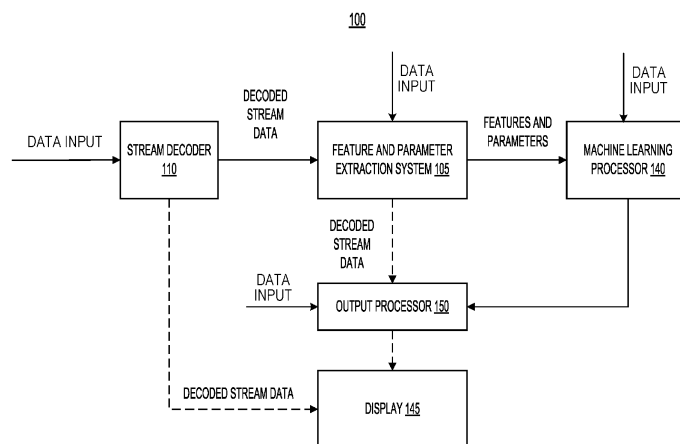 100
DATA INPUT
STREAM DECODER
110
DECODED
STREAM
DATA
DATA
INPUT
FEATURE AND PARAMETER
EXTRACTION SYSTEM 105
FEATURES AND
PARAMETERS
DATA
INPUT
MACHINE LEARNING
PROCESSOR 140
DECODED
STREAM
DATA
DATA
INPUT
OUTPUT PROCESSOR 150
DECODED STREAM DATA
DISPLAY 145